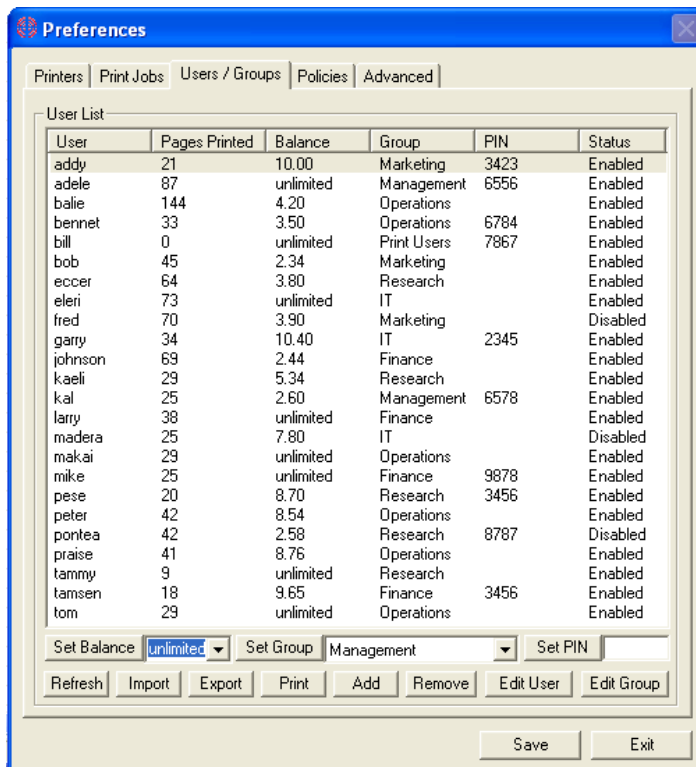 Preferences
Printers Print Jobs Users / Groups Policies Advanced
User List
User Pages Printed Balance Group PIN Status
addy 21 10.00 Marketing 3423 Enabled
adele 87 unlimited Management 6556 Enabled
balie 144 4.20 Operations Enabled
bennet 33 3.50 Operations 6784 Enabled
bill 0 unlimited Print Users 7867 Enabled
bob 45 2.34 Marketing Enabled
eccer 64 3.80 Research Enabled
eleri 73 unlimited IT Enabled
fred 70 3.90 Marketing Disabled
garry 34 10.40 IT 2345 Enabled
johnson 69 2.44 Finance Enabled
kaeli 29 5.34 Research Enabled
kal 25 2.60 Management 6578 Enabled
larry 38 unlimited Finance Enabled
madera 25 7.80 IT Disabled
makai 29 unlimited Operations Enabled
mike 25 unlimited Finance 9878 Enabled
pese 20 8.70 Research 3456 Enabled
peter 42 8.54 Operations Enabled
pontea 42 2.58 Research 8787 Disabled
praise 41 8.76 Operations Enabled
tammy 9 unlimited Research Enabled
tamsen 18 9.65 Finance 3456 Enabled
tom 29 unlimited Operations Enabled
Set Balance unlimited Set Group Management Set PIN
Refresh Import Export Print Add Remove Edit User Edit Group
Save Exit